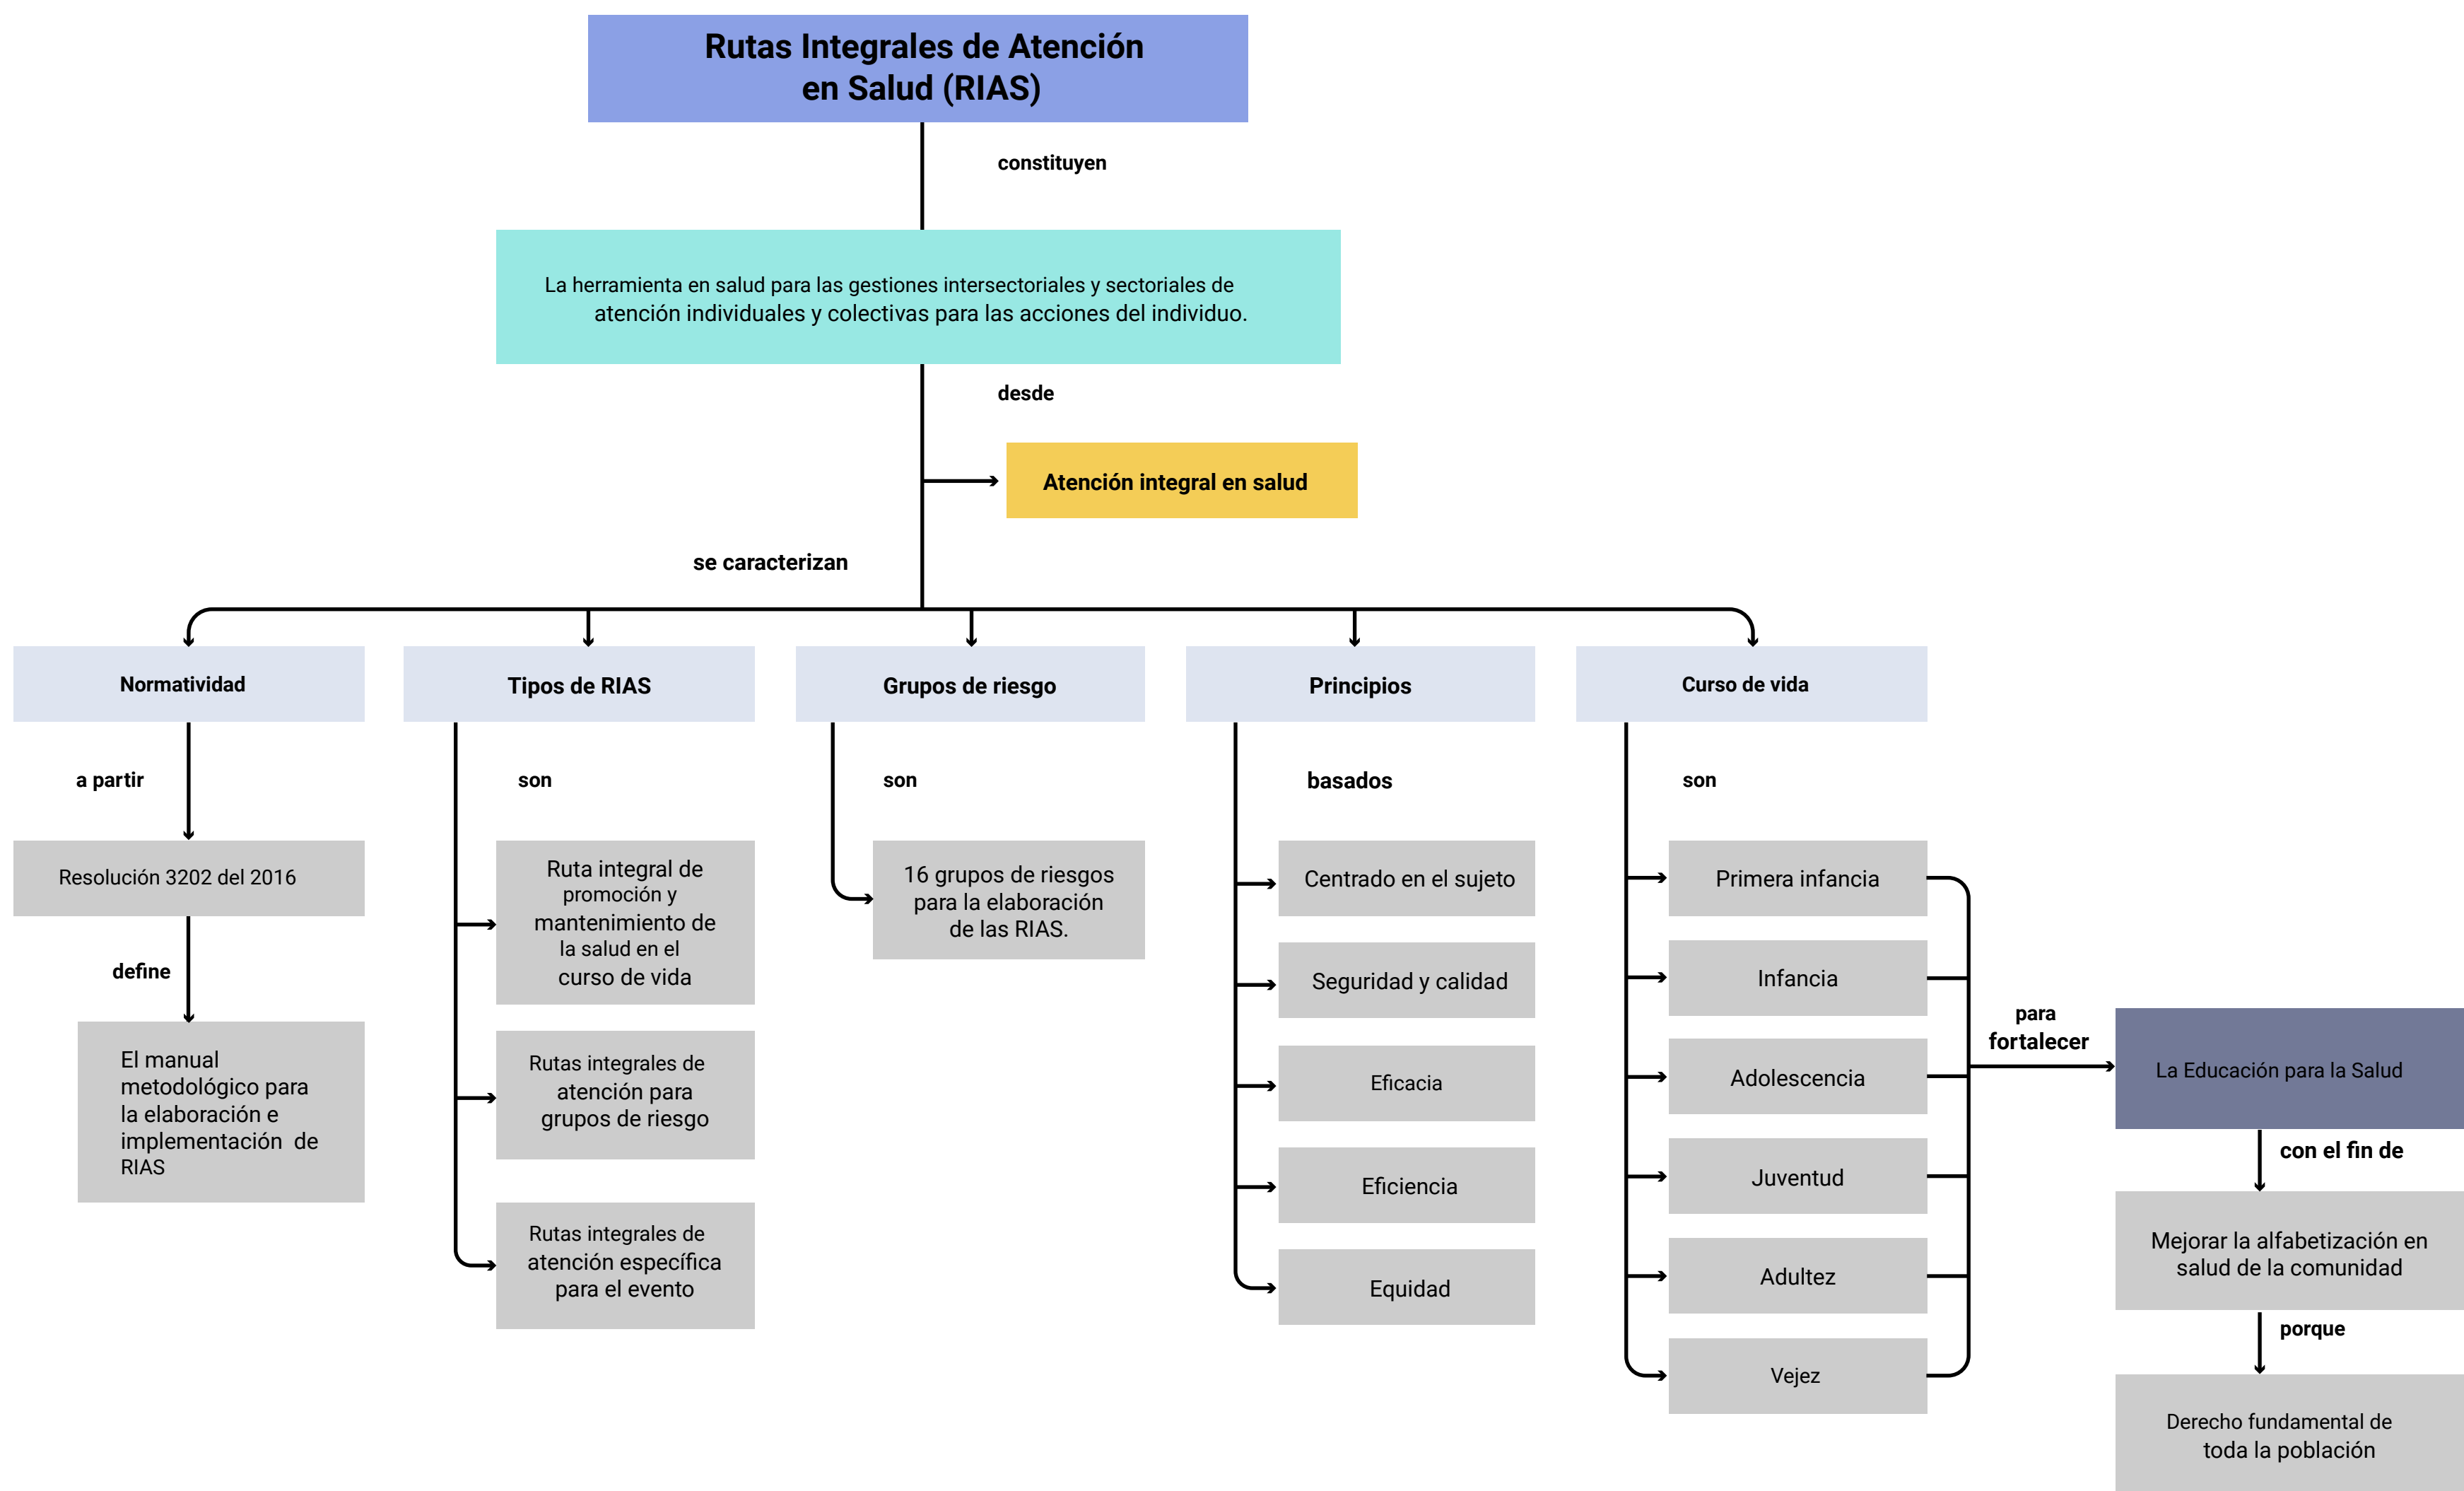 Rutas Integrales de Atención
en Salud (RIAS)
constituyen
La herramienta en salud para las gestiones intersectoriales y sectoriales de
atención individuales y colectivas para las acciones del individuo.
desde
Atención integral en salud
se caracterizan
Normatividad
a partir
Resolución 3202 del 2016
define
El manual
metodológico para
la elaboración e
implementación de
RIAS
Tipos de RIAS
son
Ruta integral de
promoción y
mantenimiento de
la salud en el
curso de vida
Rutas integrales de
atención para
grupos de riesgo
Rutas integrales de
atención específica
para el evento
Grupos de riesgo
son
16 grupos de riesgos
para la elaboración
de las RIAS.
Principios
basados
Centrado en el sujeto
Seguridad y calidad
Eficacia
Eficiencia
Equidad
Curso de vida
son
Primera infancia
Infancia
Adolescencia
Juventud
Adultez
Vejez
para
fortalecer
La Educación para la Salud
con el fin de
Mejorar la alfabetización en
salud de la comunidad
porque
Derecho fundamental de
toda la población